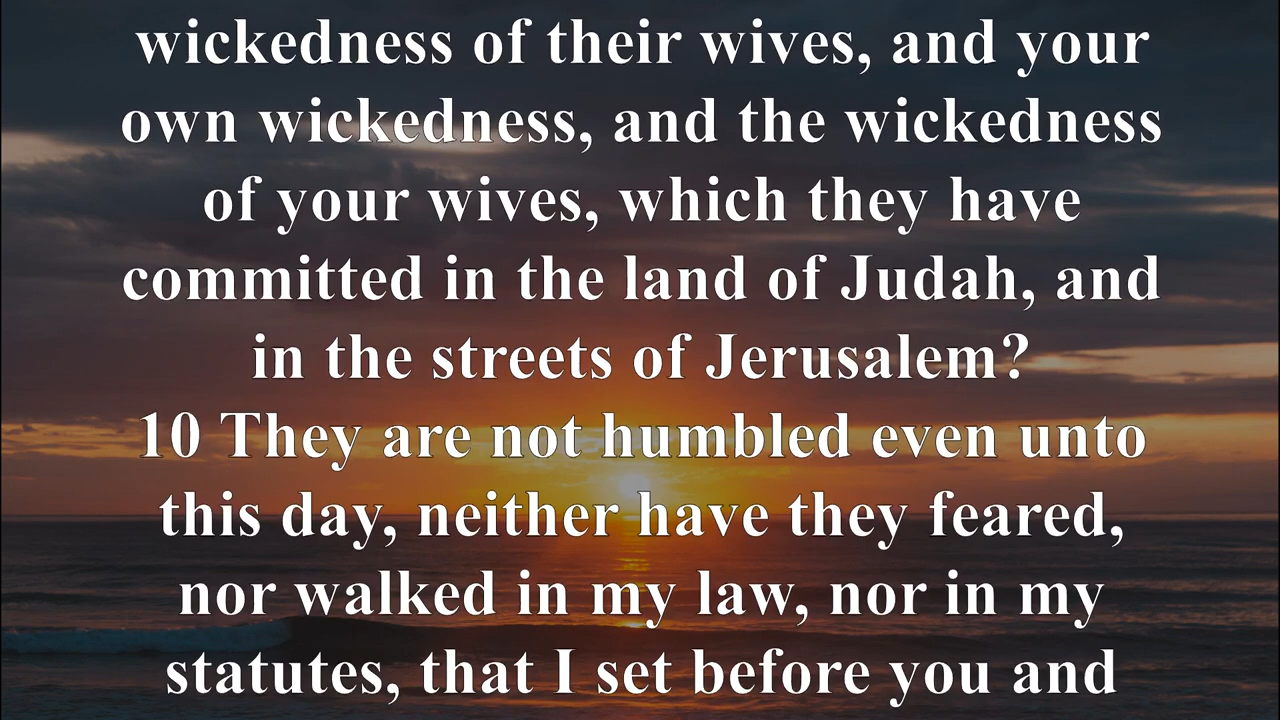 wickedness of their wives, and your
own wickedness, and the wickedness
of your wives, which they have
committed in the land of Judah, and
in the streets of Jerusalem?
10 They are not humbled even unto
this day, neither have they feared,
nor walked in my law, nor in my
statutes, that I set before you and